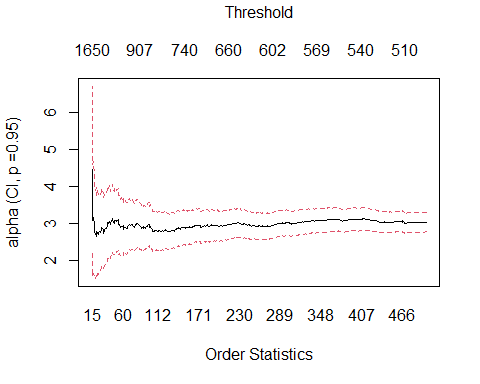 Threshold
1650 907 740 660 602 569 540 510
alpha (CI, p =0.95)
6
5
4
3
2
15 60 112 171 230 289 348 407 466
Order Statistics